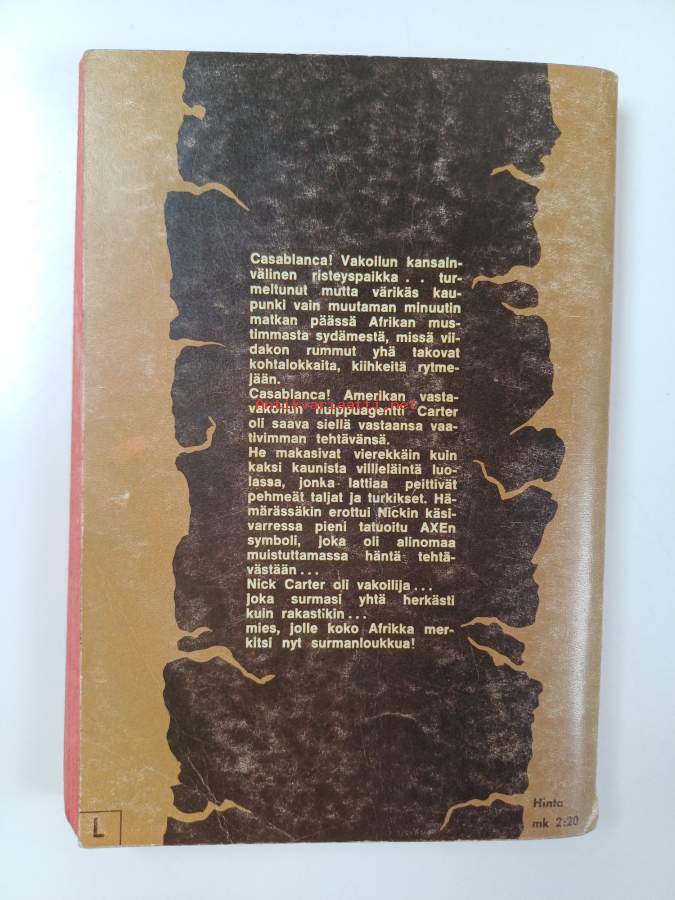 Casablanca! Vakoilun kansain-
välinen risteyspaikka . . tur-
meltunut mutta värikäs kau-
punki vain muutaman minuutin
matkan päässä Afrikan mus-
timmasta sydämestä, missä vii-
dakon rummut yhä takovat
kohtalokkaita, kiihkeitä rytme-
jään.
Casablanca! Amerikan vasta-
antikvariaatti.net
vakoilun huippuagentti Carter
oli saava siellä vastaansa vaa-
tivimman tehtävänsä.
He makasivat vierekkäin kuin
kaksi kaunista villieläintä luo-
lassa, jonka lattiaa peittivät
pehmeät taljat ja turkikset. Hä-
märässäkin erottui Nickin käsi-
varressa pieni tatuoitu AXEn
symboli, joka oli alinomaa
muistuttamassa häntä tehtä-
västään . . .
Nick Carter oli vakoilija . . .
joka surmasi yhtä herkästi
kuin rakastikin . . .
mies, jolle koko Afrikka mer-
kitsi nyt surmanloukkua!
Hinta
mk 2:20
L